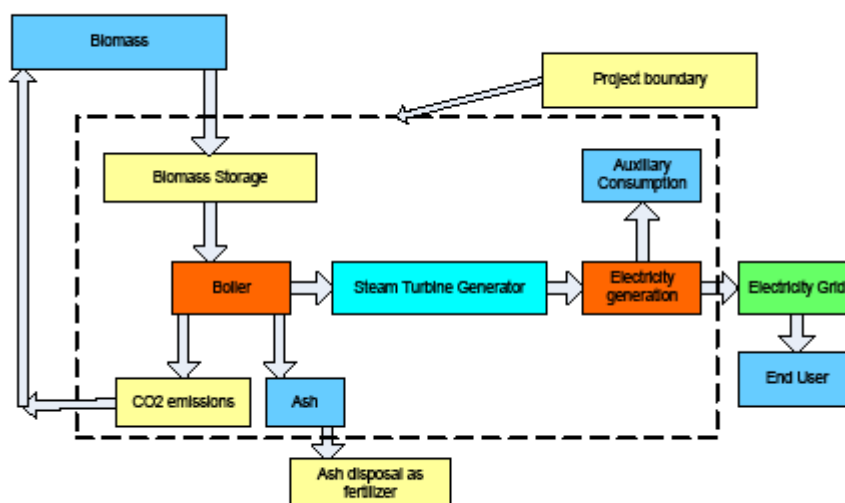 Biomass
Project boundary
Biomass Storage
Auxiliary
Consumption
Boiler
Steam Turbine Generator
Electricity
generation
Electricity Grid
End User
CO2 emissions
Ash
Ash disposal as
fertilizer